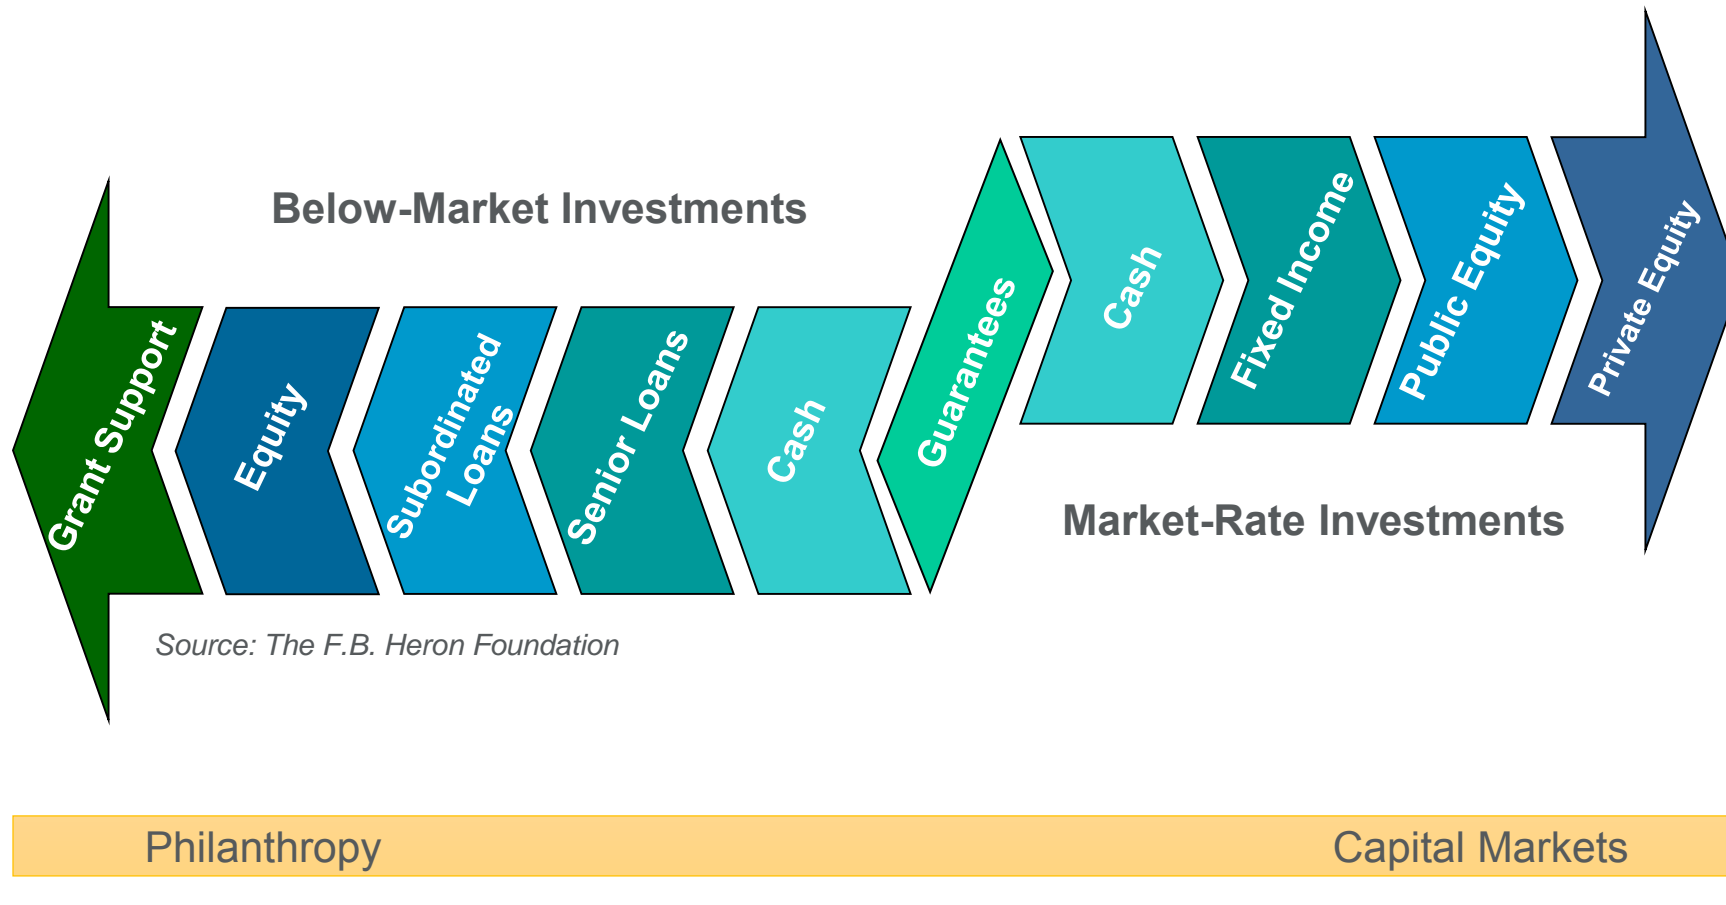 Below-Market Investments
Grant Support
Equity
Subordinated
Loans
Senior Loans
Cash
Guarantees
Cash
Fixed Income
Public Equity
Private Equity
Market-Rate Investments
Source: The F.B. Heron Foundation
Philanthropy
Capital Markets